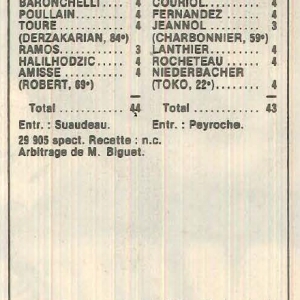 BARONCHELLI.... 4 COURIOL......... 4
POULLAIN........ 4 FERNANDEZ..... 4
TOURE........... 4 JEANNOL......... 3
(DERZAKARIAN, 84e) (CHARBONNIER, 59e)
RAMOS........... 3 LANTHIER........ 4
HALILHODZIC.... 4 ROCHETEAU..... 4
AMISSE.......... 4 NIEDERBACHER
(ROBERT, 69e) (TOKO, 22e)........ 4
Total .......... 44 Total .......... 43
Entr. : Suaudeau. Entr. : Peyroche.
29 905 spect. Recette : n.c.
Arbitrage de M. Biguet.